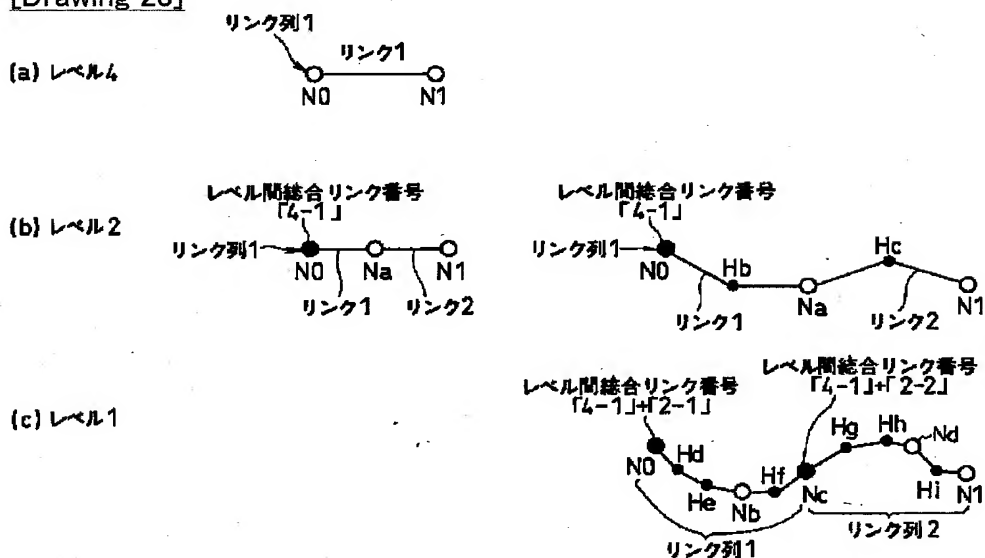 [Drawing 28]
リンク列1
リンク1
(a) レベル4
N0
N1
レベル間総合リンク番号
「4-1」
レベル間総合リンク番号
「4-1」
(b) レベル2
リンク列1
N0
Na
N1
リンク1
リンク2
リンク列1
N0
Hb
Hc
Na
N1
リンク1
リンク2
レベル間総合リンク番号
「4-1」+「2-1」
レベル間総合リンク番号
「4-1」+「2-2」
(c) レベル1
N0
Hd
He
Nb
Hf
Nc
Hg
Hh
Nd
Hi
N1
リンク列1
リンク列2